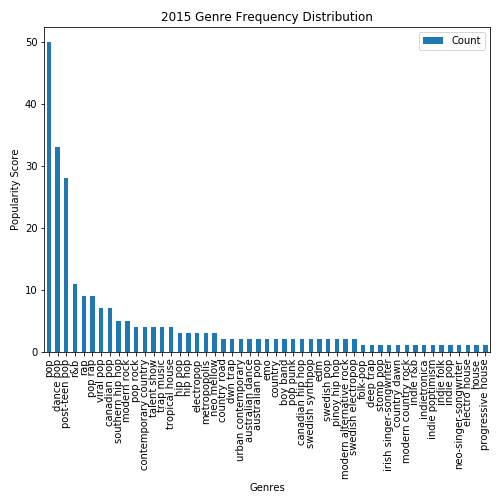 2015 Genre Frequency Distribution
Count
Popularity Score
50
40
30
20
10
0
pop
dance pop
post-teen pop
r&b
rap
pop rap
viral pop
canadian pop
southern hip hop
modern rock
pop rock
contemporary country
talent show
trap music
tropical house
hip pop
hip hop
electropop
metropopolis
neo mellow
country road
dwn trap
urban contemporary
australian dance
australian pop
emo
country
boy band
pop punk
canadian hip hop
swedish synthpop
edm
swedish pop
pinoy hip hop
modern alternative rock
swedish electropop
folk-pop
deep trap
stomp pop
irish singer-songwriter
country dawn
modern country rock
indie r&b
indietronica
indie poptimism
indie folk
indie pop
neo-singer-songwriter
electro house
house
progressive house
Genres